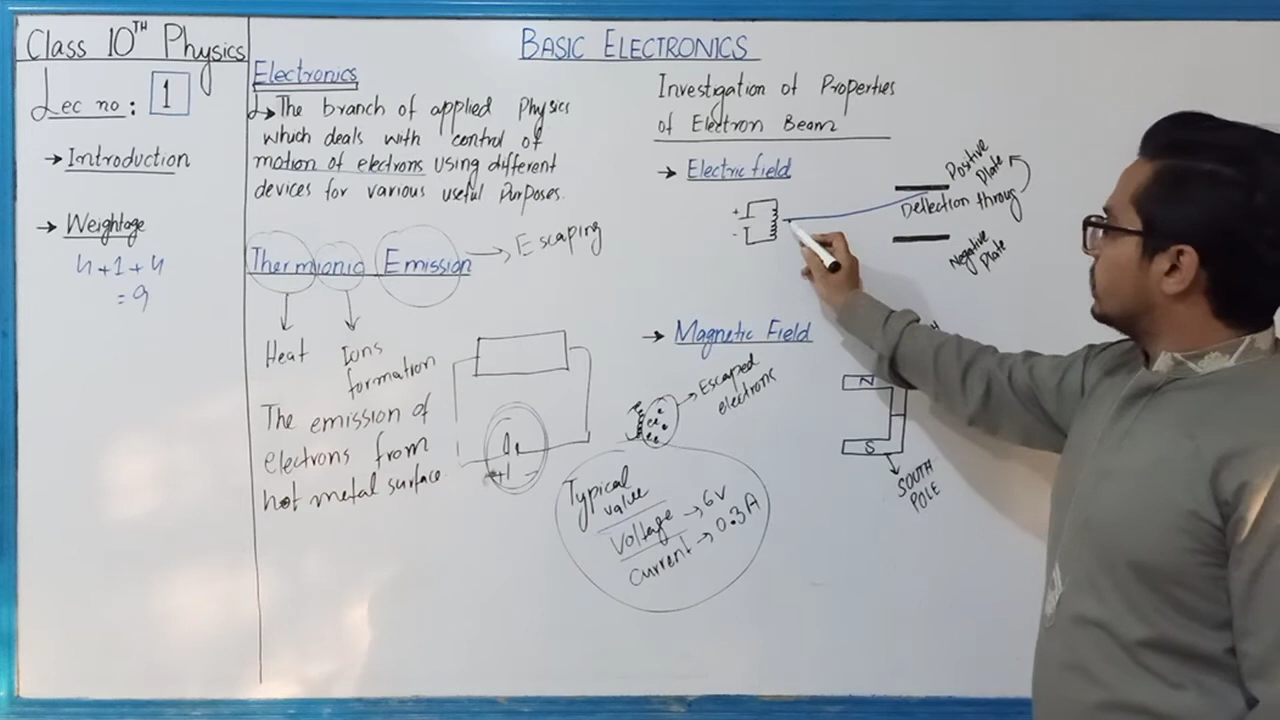 Class 10TH Physics
Lec no: 1
→ Introduction
→ Weightage
4+1+4
= 9
BASIC ELECTRONICS
Electronics
↳ The branch of applied Physics
which deals with control of
motion of electrons using different
devices for various useful Purposes.
Thermionic Emission → Escaping
Heat
Ions
formation
The emission of
electrons from
hot metal surface.
+
-
Typical
value
Voltage → 6v
Current → 0.3A
Investigation of Properties
of Electron Beam
→ Electric field
+
-
Positive
Plate
Deflection throug
Negative
Plate
→ Magnetic Field
Escaped
electrons
e e e e e
N
S
SOUTH
POLE